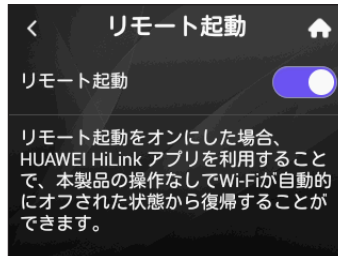 リモート起動
リモート起動
リモート起動をオンにした場合、
HUAWEI HiLink アプリを利用すること
で、本製品の操作なしでWi-Fiが自動的
にオフされた状態から復帰することが
できます。